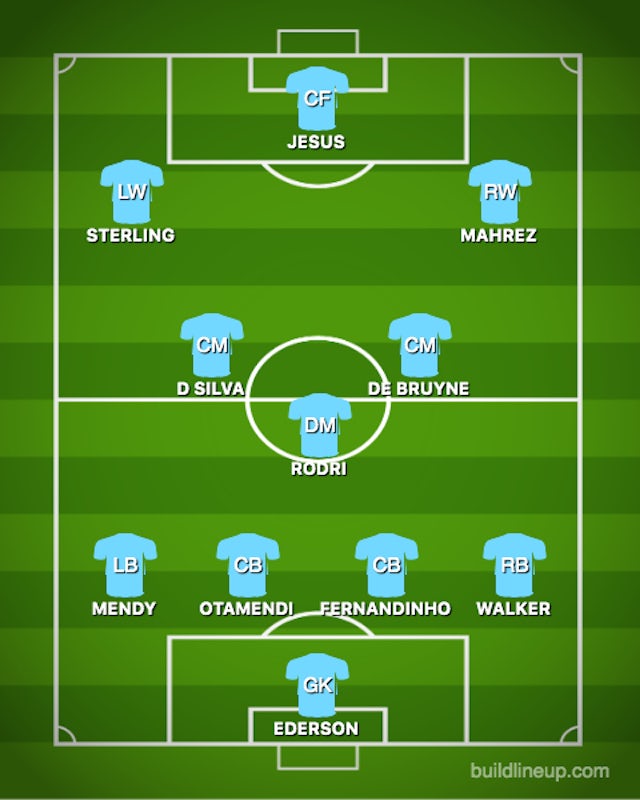 CF
JESUS
LW
RW
STERLING
MAHREZ
CM
CM
D SILVA
DE BRUYNE
DM
RODRI
LB
CB
CB
RB
MENDY
OTAMENDI
FERNANDINHO
WALKER
GK
EDERSON
buildlineup.com